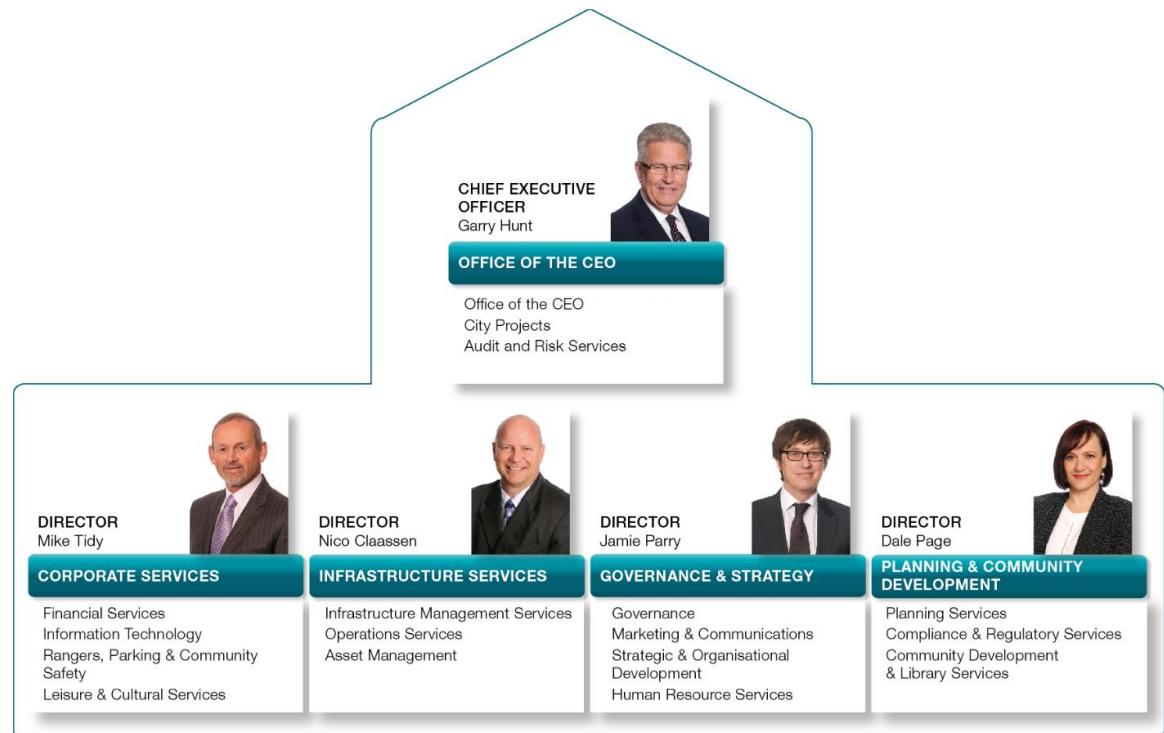 CHIEF EXECUTIVE
OFFICER
Garry Hunt
OFFICE OF THE CEO
Office of the CEO
City Projects
Audit and Risk Services
DIRECTOR
Mike Tidy
CORPORATE SERVICES
Financial Services
Information Technology
Rangers, Parking & Community
Safety
Leisure & Cultural Services
DIRECTOR
Nico Claassen
INFRASTRUCTURE SERVICES
Infrastructure Management Services
Operations Services
Asset Management
DIRECTOR
Jamie Parry
GOVERNANCE & STRATEGY
Governance
Marketing & Communications
Strategic & Organisational
Development
Human Resource Services
DIRECTOR
Dale Page
PLANNING & COMMUNITY
DEVELOPMENT
Planning Services
Compliance & Regulatory Services
Community Development
& Library Services